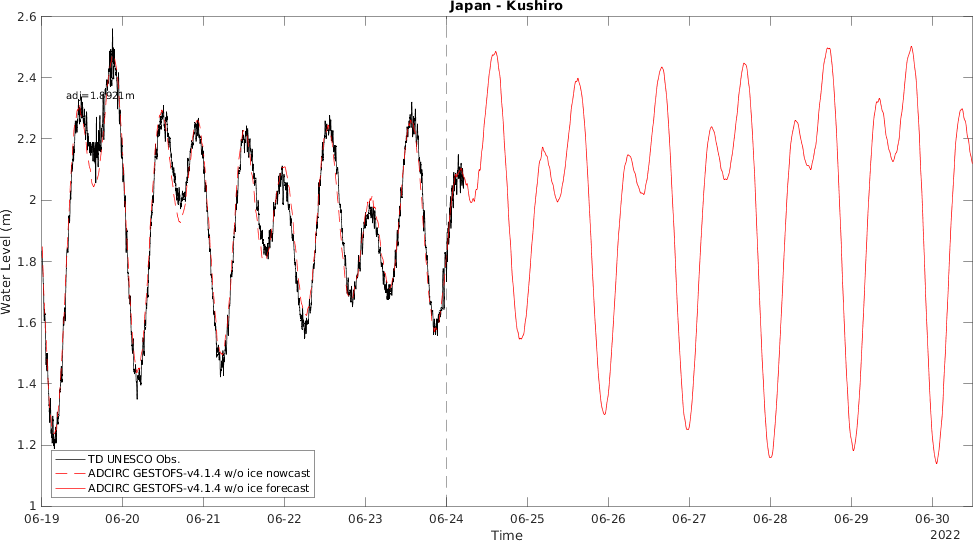 Japan - Kushiro
2.6
2.4
adj=1.8921m
2.2
2
Water Level (m)
1.8
1.6
1.4
1.2
1
TD UNESCO Obs.
ADCIRC GESTOFS-v4.1.4 w/o ice nowcast
ADCIRC GESTOFS-v4.1.4 w/o ice forecast
06-19 06-20 06-21 06-22 06-23 06-24 06-25 06-26 06-27 06-28 06-29 06-30
Time
2022